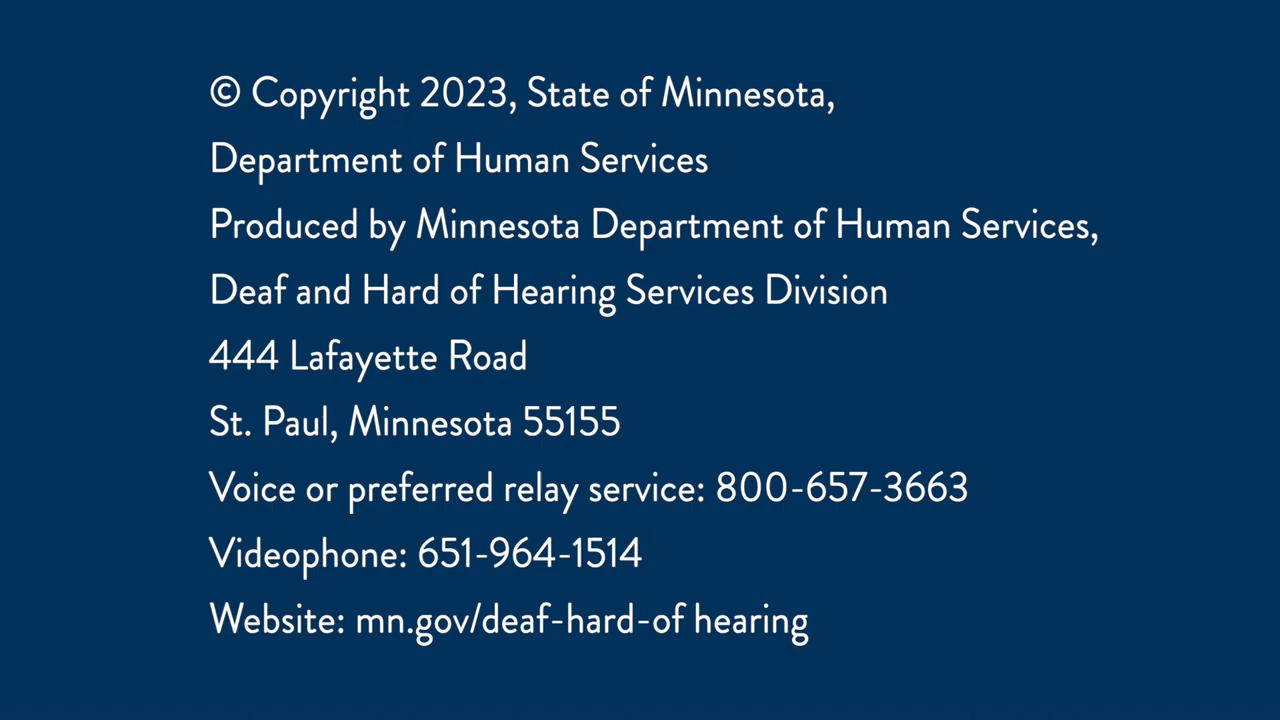 © Copyright 2023, State of Minnesota,
Department of Human Services
Produced by Minnesota Department of Human Services,
Deaf and Hard of Hearing Services Division
444 Lafayette Road
St. Paul, Minnesota 55155
Voice or preferred relay service: 800-657-3663
Videophone: 651-964-1514
Website: mn.gov/deaf-hard-of hearing